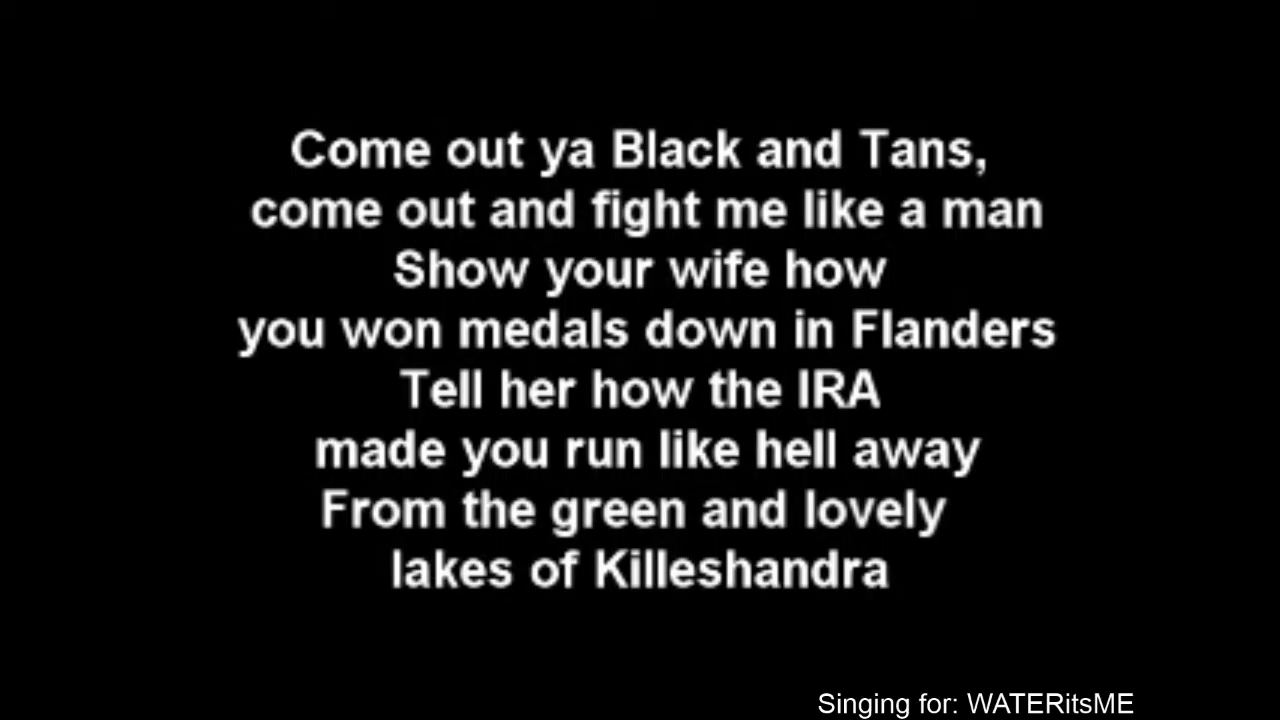 Come out ya Black and Tans,
come out and fight me like a man
Show your wife how
you won medals down in Flanders
Tell her how the IRA
made you run like hell away
From the green and lovely
lakes of Killeshandra
Singing for: WATERitsME